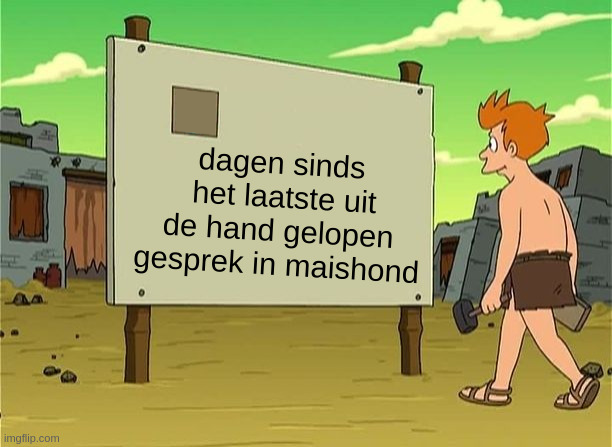 dagen sinds
het laatste uit
de hand gelopen
gesprek in maishond
imgflip.com